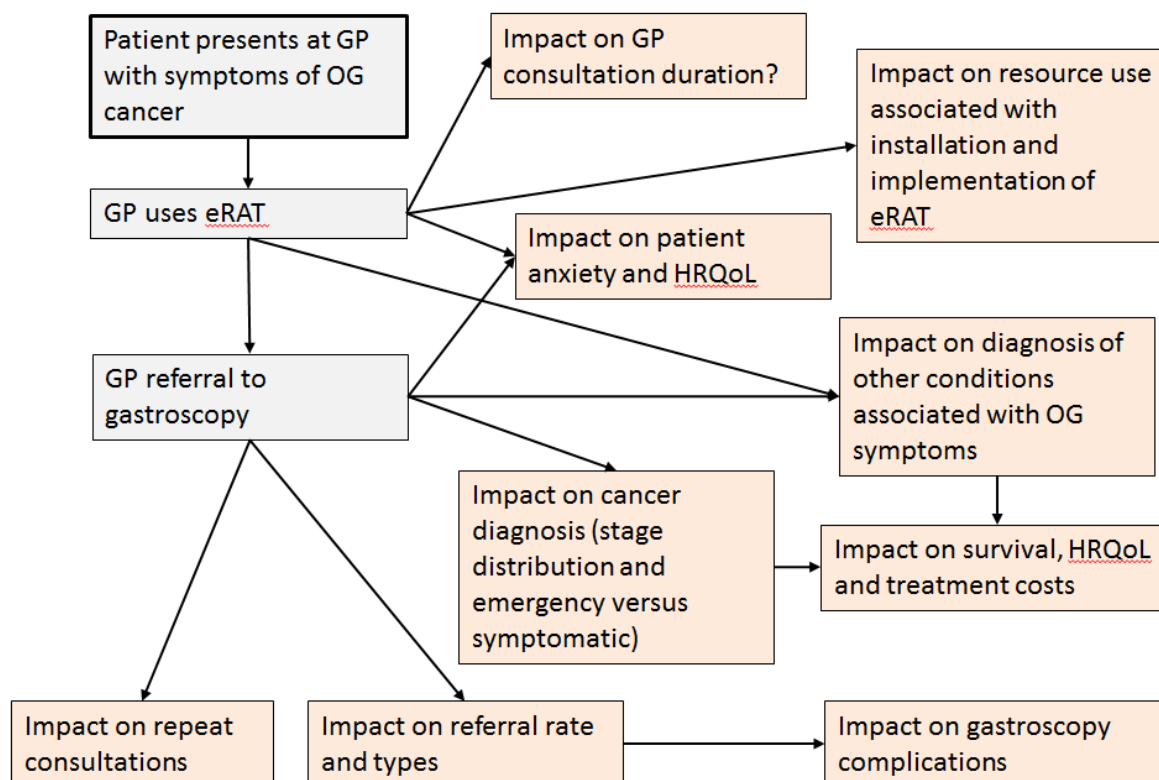 Patient presents at GP
with symptoms of OG
cancer
Impact on GP
consultation duration?
Impact on resource use
associated with
installation and
implementation of
eRAT
GP uses eRAT
Impact on patient
anxiety and HRQoL
GP referral to
gastroscopy
Impact on diagnosis of
other conditions
associated with OG
symptoms
Impact on cancer
diagnosis (stage
distribution and
emergency versus
symptomatic)
Impact on survival, HRQoL
and treatment costs
Impact on repeat
consultations
Impact on referral rate
and types
Impact on gastroscopy
complications